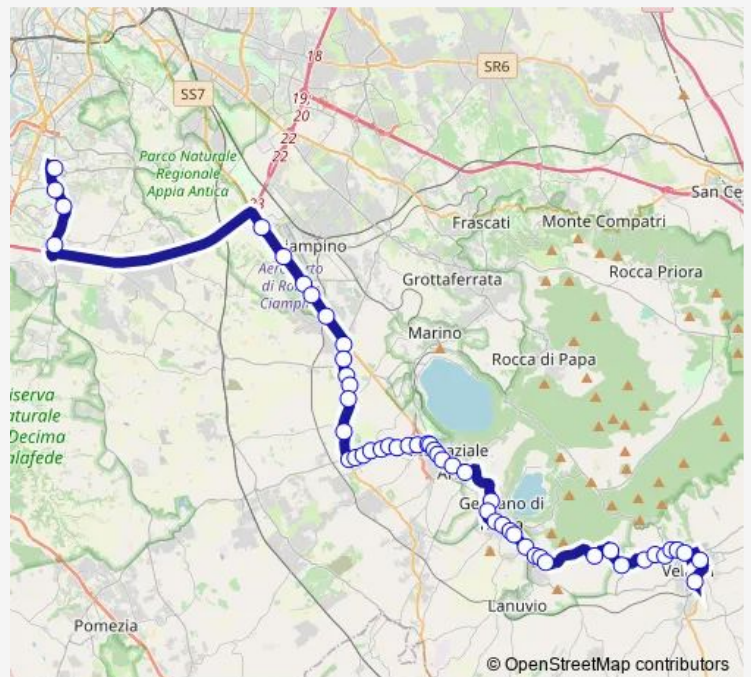 18
SR6
SS7
19,
20
22
22
23
Parco Naturale
Regionale
Appia Antica
San Ce
Frascati
Monte Compatri
Rocca Priora
Grottaferrata
Marino
Rocca di Papa
iserva
aturale
Decima
alafede
Lanuvio
Pomezia
© OpenStreetMap contributors